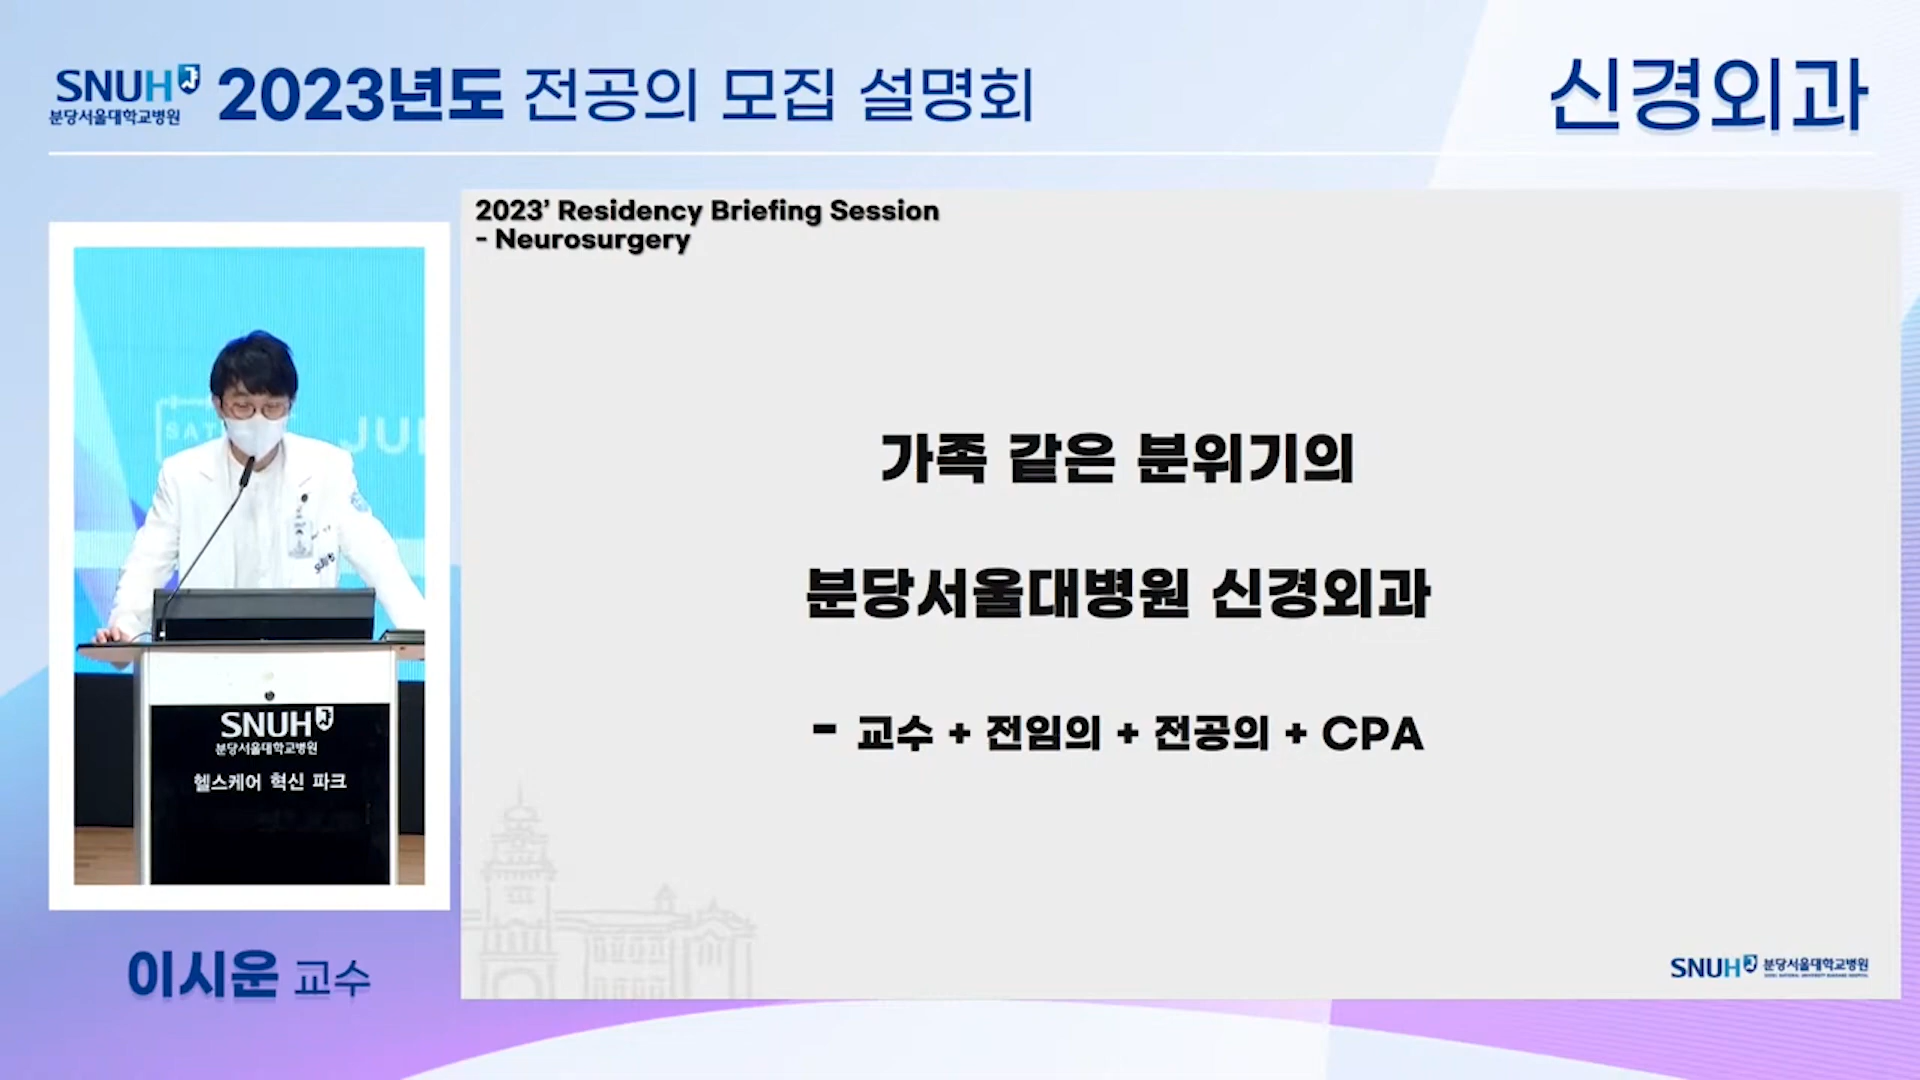 SNUH
분당서울대학교병원
2023년도 전공의 모집 설명회
신경외과
2023' Residency Briefing Session
- Neurosurgery
가족 같은 분위기의
분당서울대병원 신경외과
- 교수 + 전임의 + 전공의 + CPA
SAT
JU
SNUH
분당서울대학교병원
헬스케어 혁신 파크
이시운 교수
SNUH 분당서울대학교병원